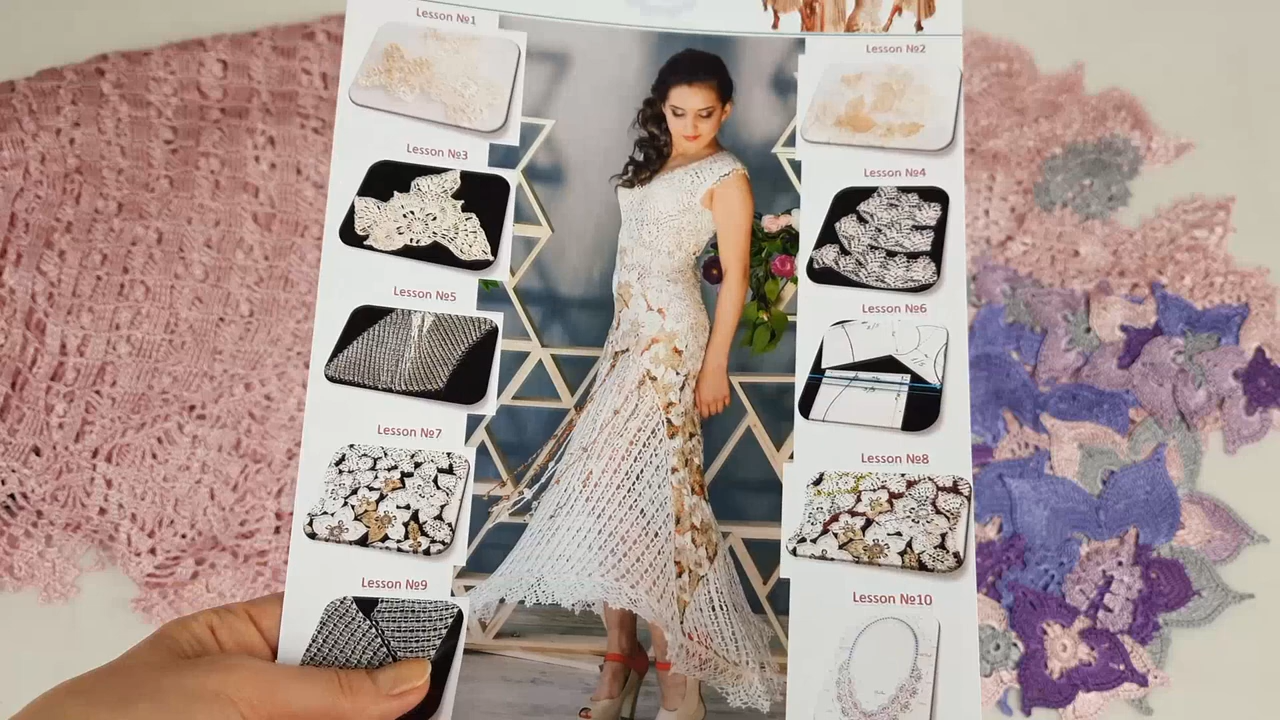 Lesson №1
Lesson №2
Lesson №3
Lesson №4
Lesson №5
Lesson №6
Lesson №7
Lesson №8
Lesson №9
Lesson №10